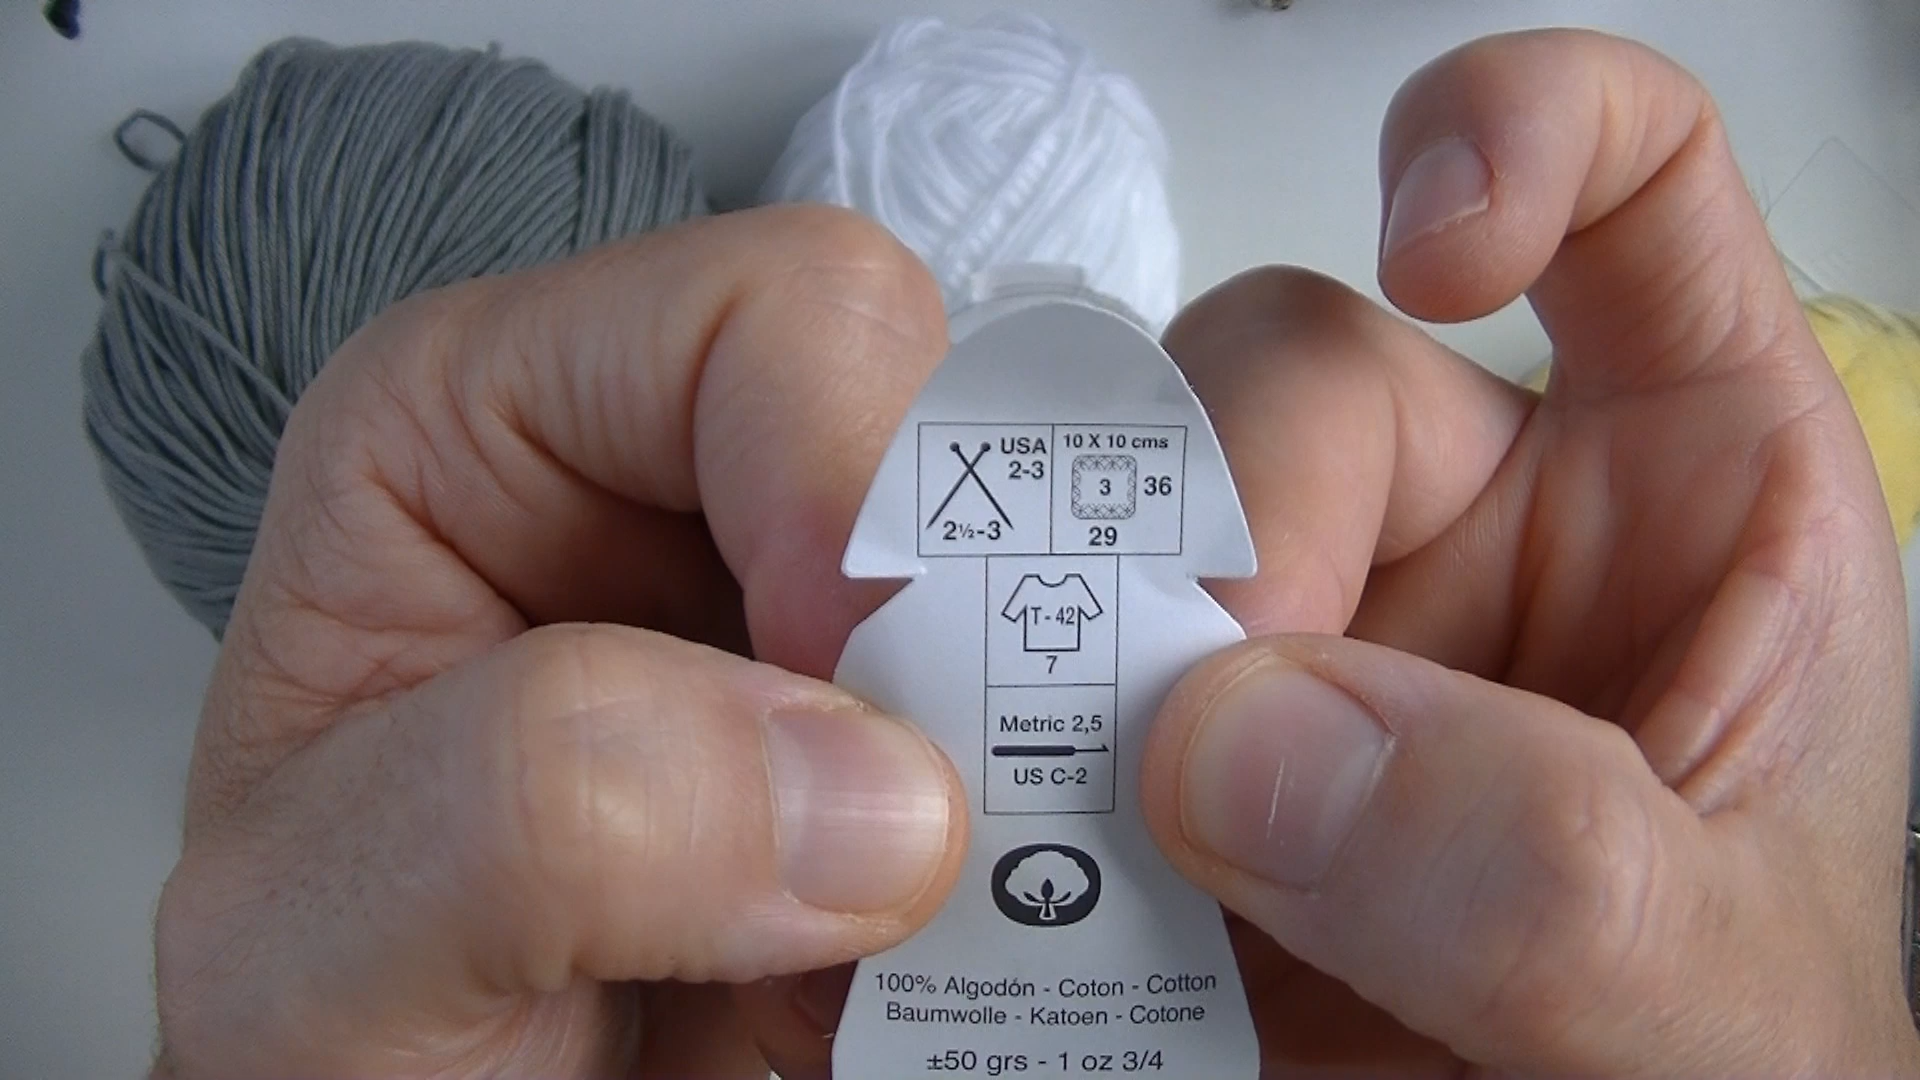 USA
2-3
2½-3
10 X 10 cms
3
36
29
T - 42
7
Metric 2,5
US C-2
100% Algodón - Coton - Cotton
Baumwolle - Katoen - Cotone
±50 grs - 1 oz 3/4